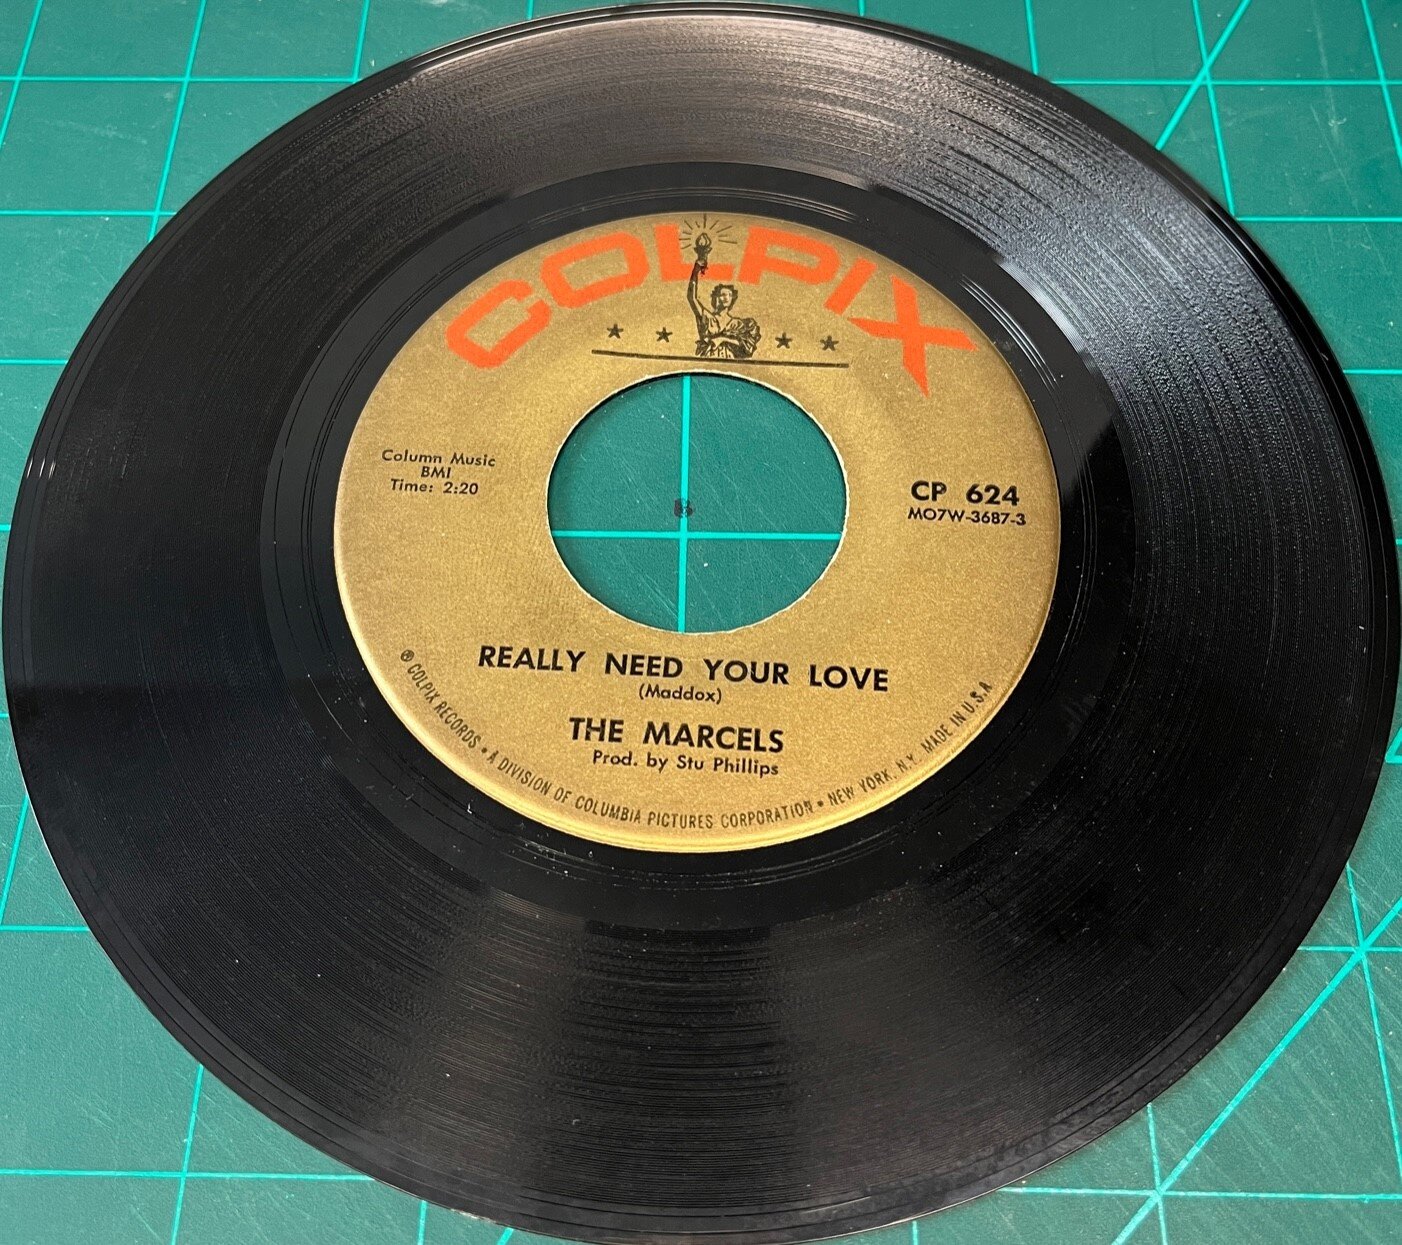 COLPIX
Column Music
BMI
Time: 2:20
CP 624
MO7W-3687-3
REALLY NEED YOUR LOVE
(Maddox)
THE MARCELS
Prod. by Stu Phillips
℗ COLPIX RECORDS • A DIVISION OF COLUMBIA PICTURES CORPORATION • NEW YORK, N.Y. MADE IN U.S.A.